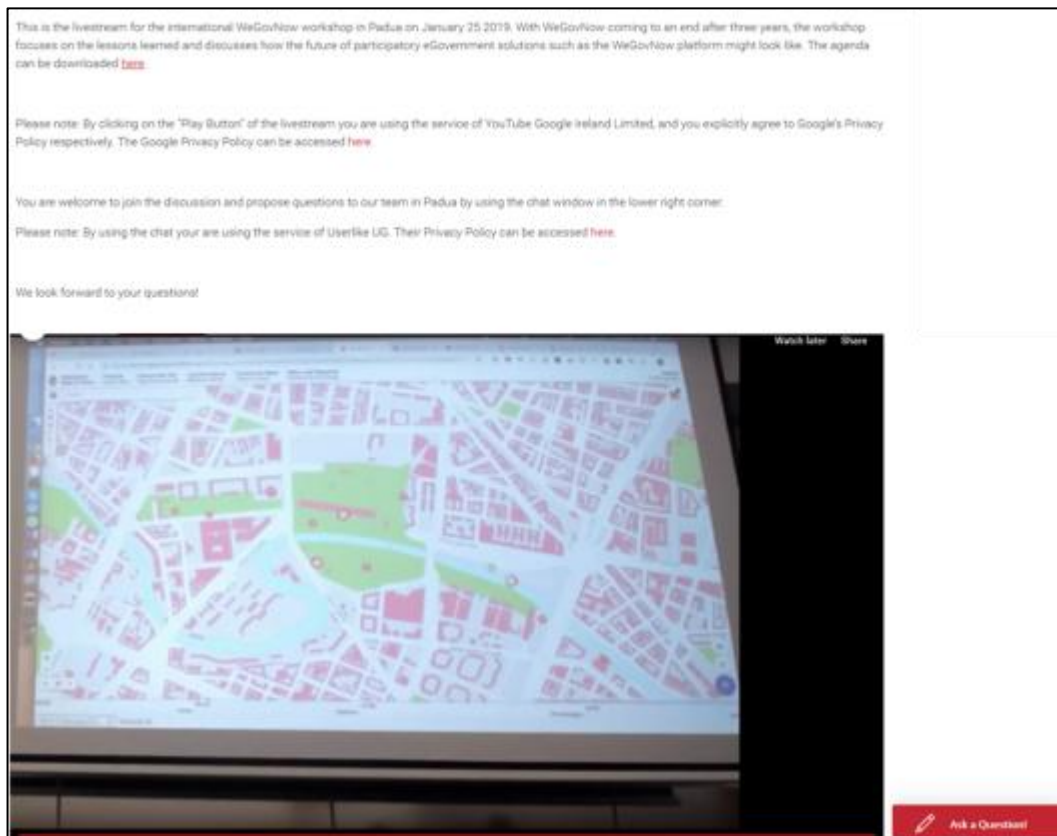 This is the livestream for the international WeGovNow workshop in Padua on January 25 2019. With WeGovNow coming to an end after three years, the workshop
focuses on the lessons learned and discusses how the future of participatory eGovernment solutions such as the WeGovNow platform might look like. The agenda
can be downloaded here.
Please note: By clicking on the "Play Button" of the livestream you are using the service of YouTube Google Ireland Limited, and you explicitly agree to Google's Privacy
Policy respectively. The Google Privacy Policy can be accessed here.
You are welcome to join the discussion and propose questions to our team in Padua by using the chat window in the lower right corner.
Please note: By using the chat your are using the service of Userlike UG. Their Privacy Policy can be accessed here.
We look forward to your questions!
Watch later Share
Ask a Question!